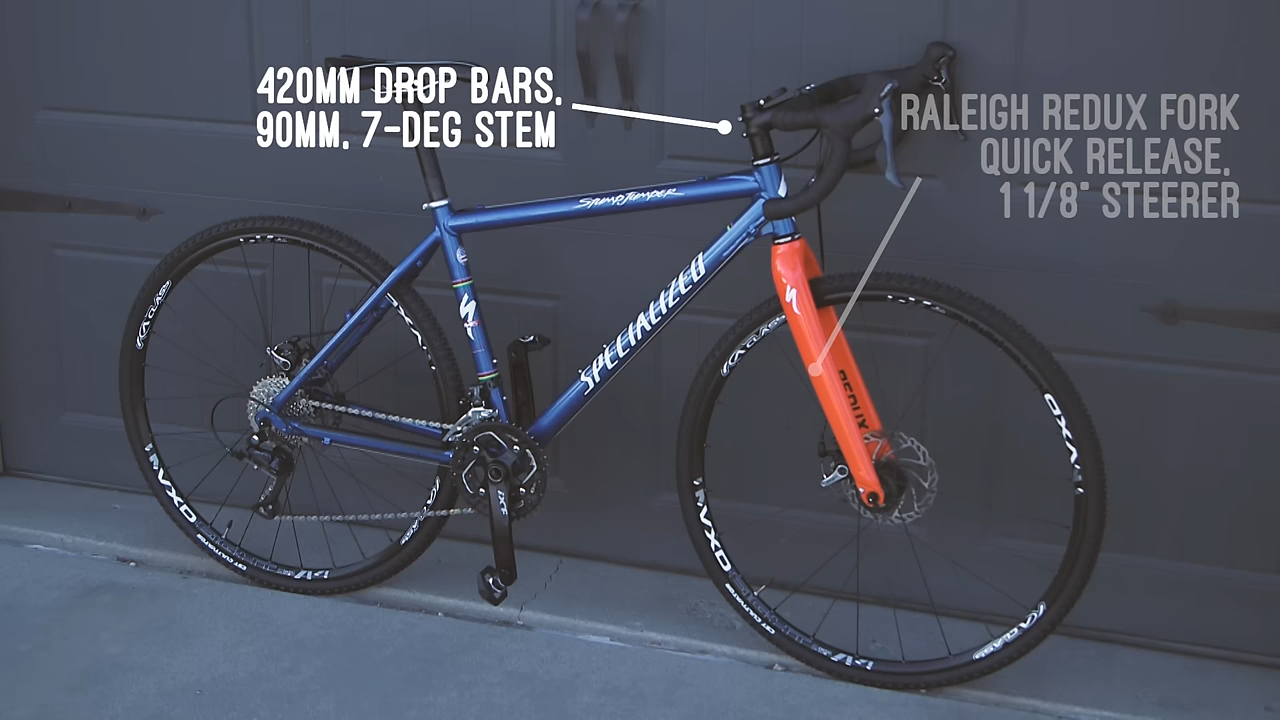 420MM DROP BARS,
90MM, 7-DEG STEM
RALEIGH REDUX FORK
QUICK RELEASE,
1 1/8" STEERER
StumpJumper
SPECIALIZED
REDUX